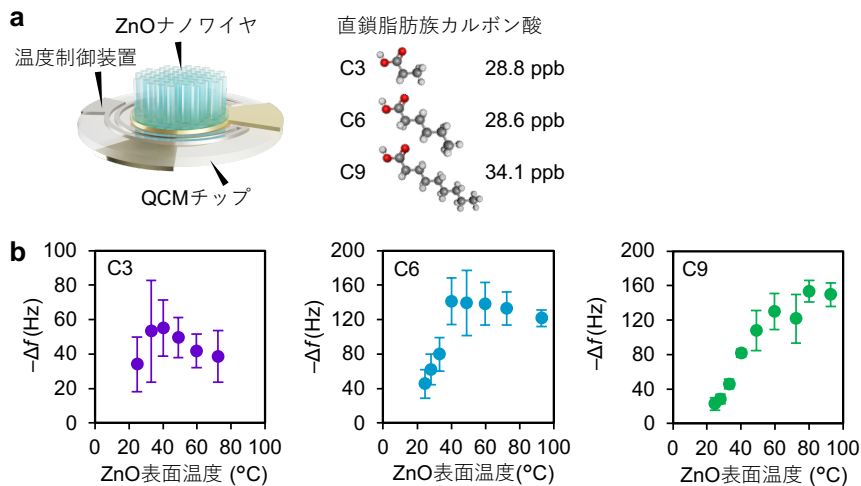 a
ZnOナノワイヤ
温度制御装置
QCMチップ
直鎖脂肪族カルボン酸
C3 28.8 ppb
C6 28.6 ppb
C9 34.1 ppb
b
C3
–Δf (Hz)
100
80
60
40
20
0
0 20 40 60 80 100
ZnO表面温度 (°C)
C6
–Δf (Hz)
200
160
120
80
40
0
0 20 40 60 80 100
ZnO表面温度(°C)
C9
–Δf (Hz)
200
160
120
80
40
0
0 20 40 60 80 100
ZnO表面温度 (°C)